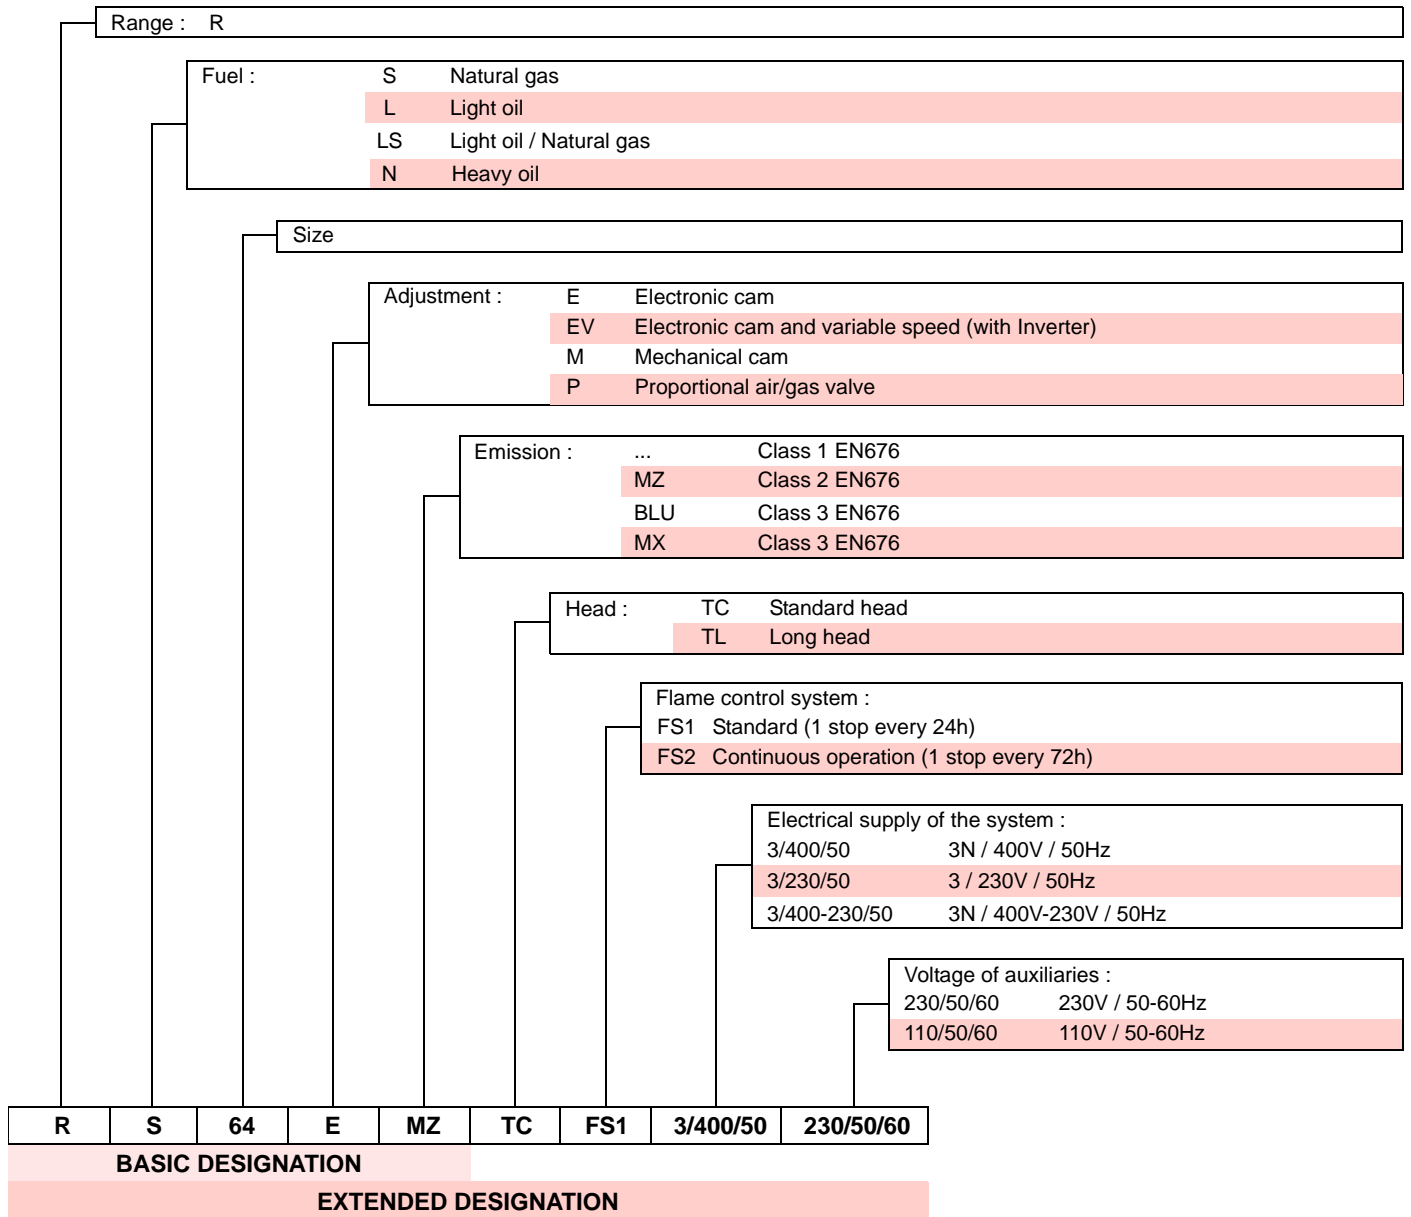 Range : R
Fuel : S Natural gas
L Light oil
LS Light oil / Natural gas
N Heavy oil
Size
Adjustment : E Electronic cam
EV Electronic cam and variable speed (with Inverter)
M Mechanical cam
P Proportional air/gas valve
Emission : ... Class 1 EN676
MZ Class 2 EN676
BLU Class 3 EN676
MX Class 3 EN676
Head : TC Standard head
TL Long head
Flame control system :
FS1 Standard (1 stop every 24h)
FS2 Continuous operation (1 stop every 72h)
Electrical supply of the system :
3/400/50 3N / 400V / 50Hz
3/230/50 3 / 230V / 50Hz
3/400-230/50 3N / 400V-230V / 50Hz
Voltage of auxiliaries :
230/50/60 230V / 50-60Hz
110/50/60 110V / 50-60Hz
R S 64 E MZ TC FS1 3/400/50 230/50/60
BASIC DESIGNATION
EXTENDED DESIGNATION